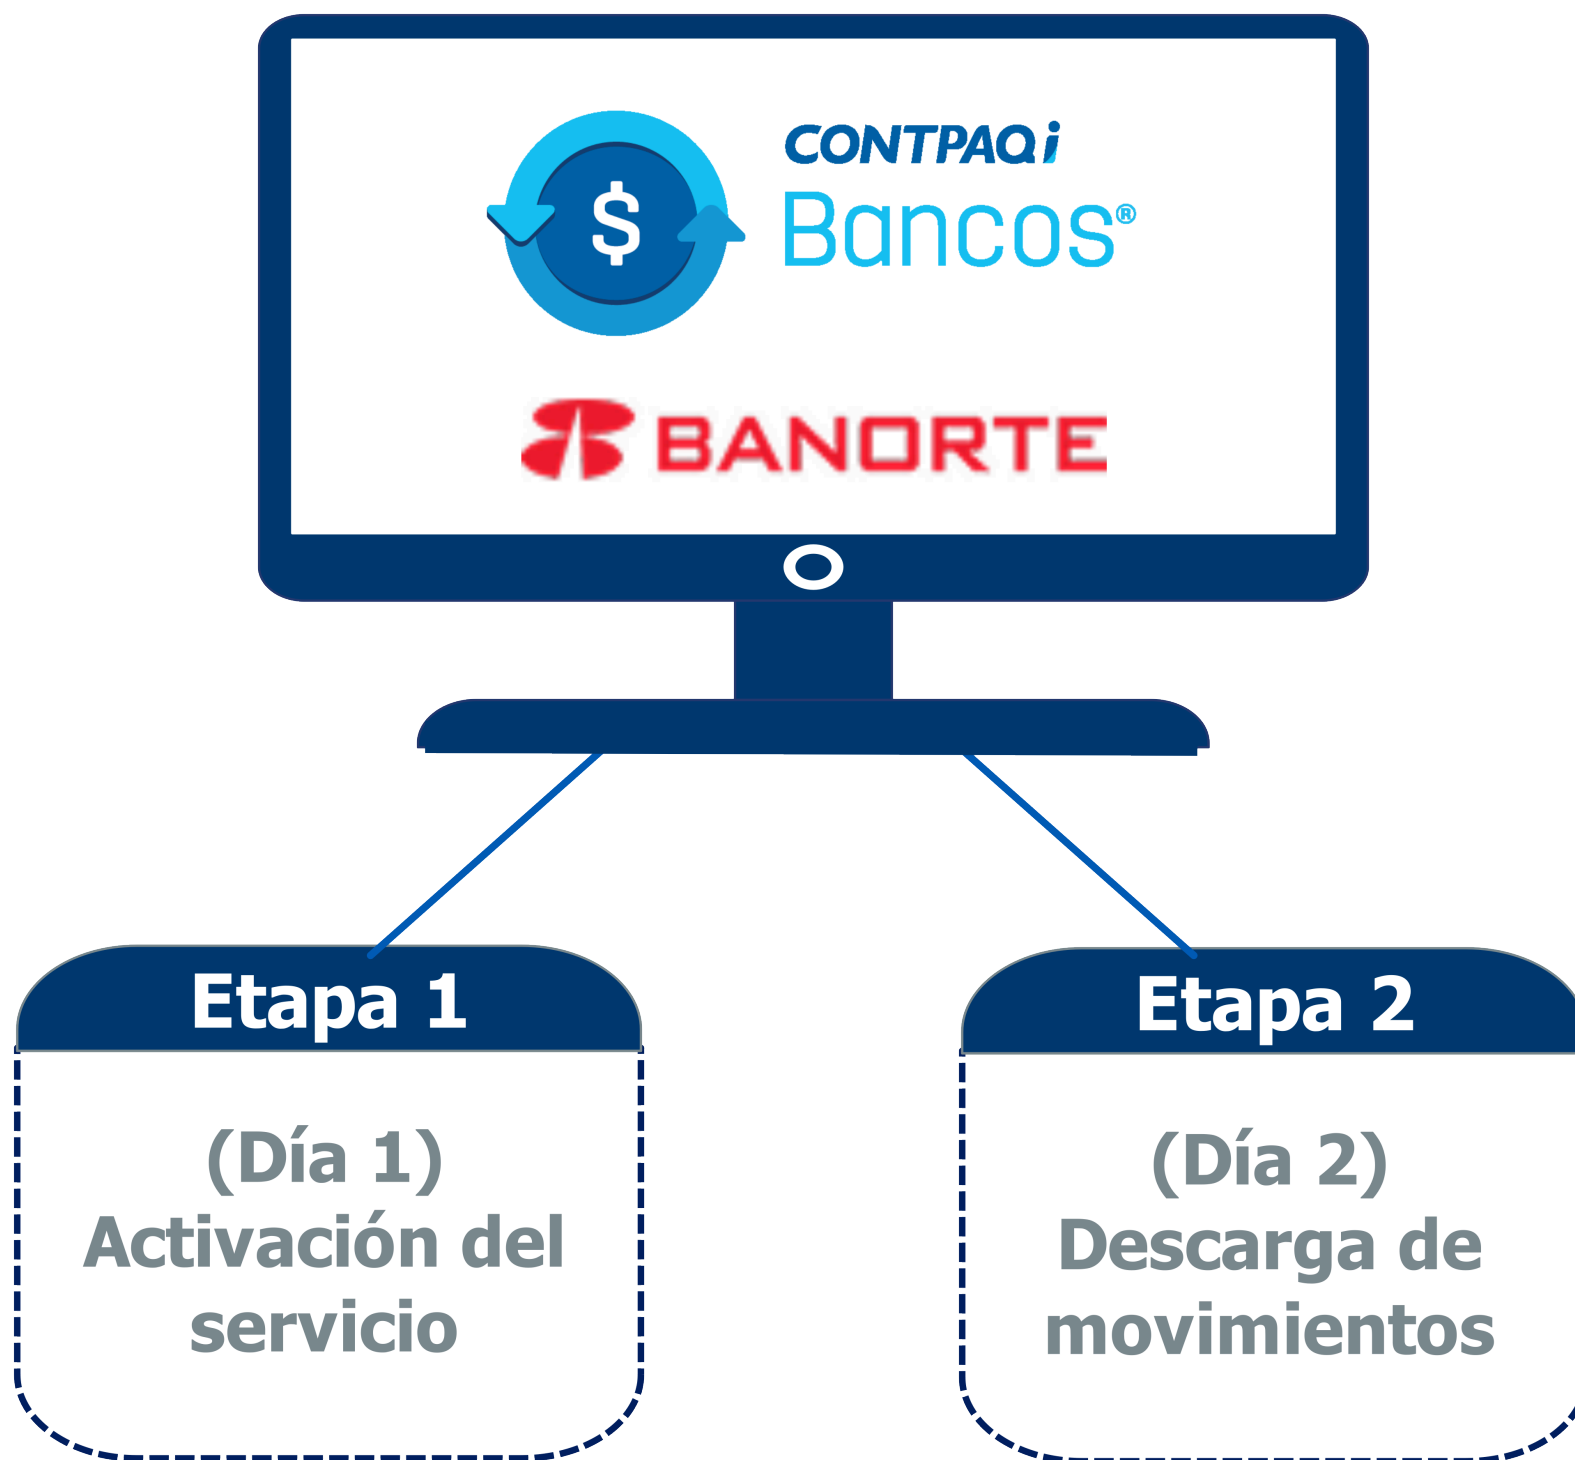 CONTPAQi
Bancos®
BANORTE
Etapa 1
(Día 1)
Activación del
servicio
Etapa 2
(Día 2)
Descarga de
movimientos